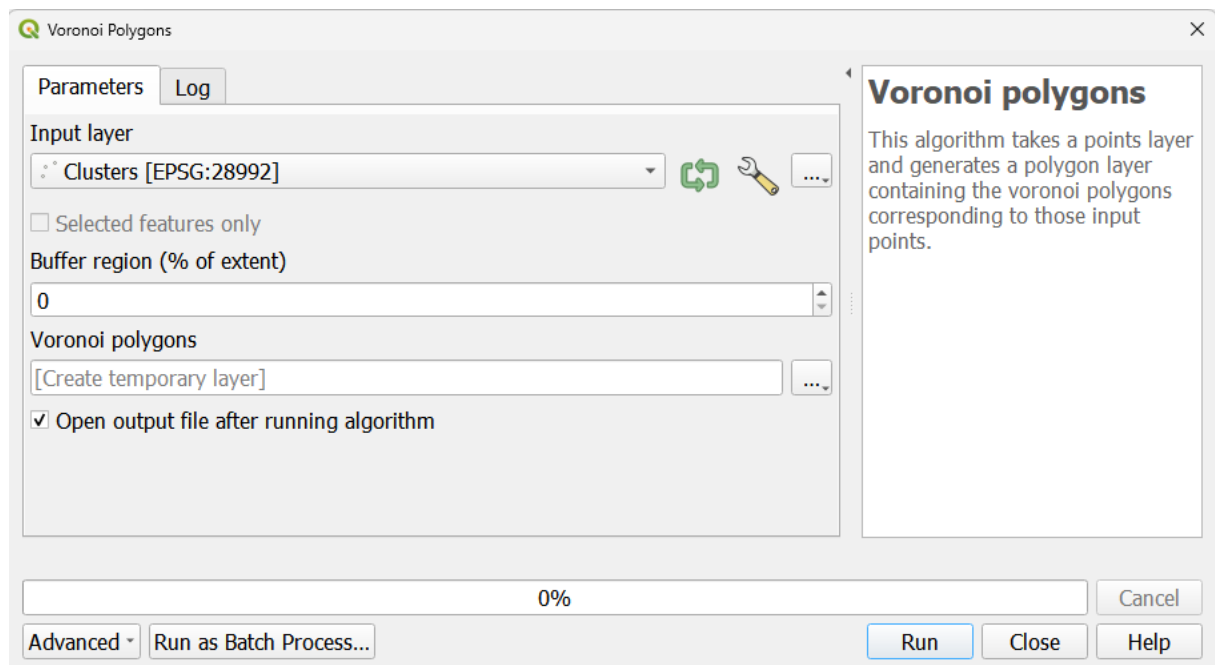 Voronoi Polygons
Parameters
Log
Input layer
Clusters [EPSG:28992]
...
Selected features only
Buffer region (% of extent)
0
Voronoi polygons
[Create temporary layer]
...
Open output file after running algorithm
Voronoi polygons
This algorithm takes a points layer
and generates a polygon layer
containing the voronoi polygons
corresponding to those input
points.
0%
Cancel
Advanced
Run as Batch Process...
Run
Close
Help